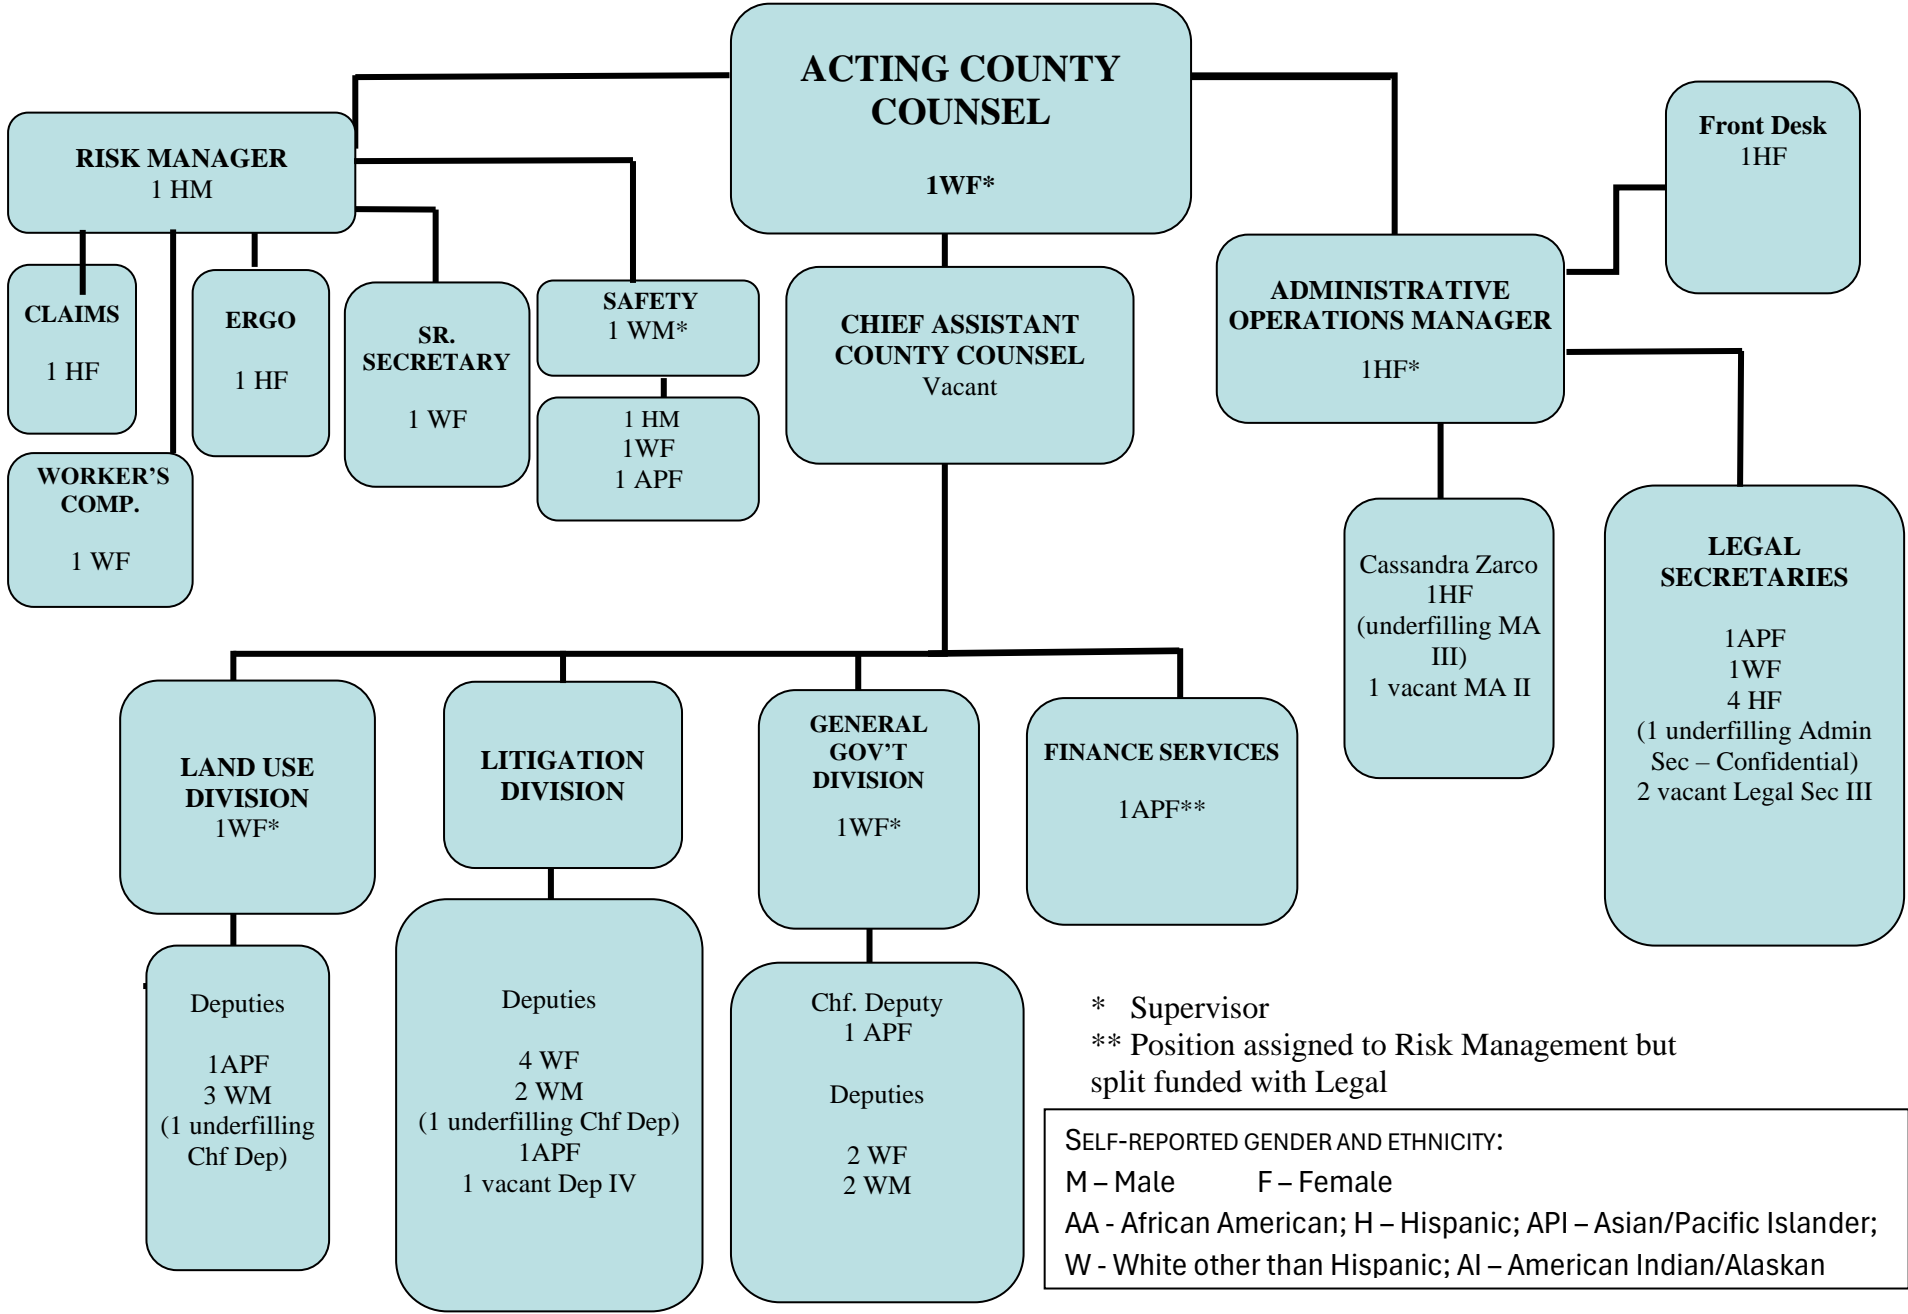 ACTING COUNTY
COUNSEL
1WF*
RISK MANAGER
1 HM
Front Desk
1HF
CLAIMS
1 HF
ERGO
1 HF
SR.
SECRETARY
1 WF
SAFETY
1 WM*
1 HM
1WF
1 APF
WORKER'S
COMP.
1 WF
CHIEF ASSISTANT
COUNTY COUNSEL
Vacant
ADMINISTRATIVE
OPERATIONS MANAGER
1HF*
Cassandra Zarco
1HF
(underfilling MA
III)
1 vacant MA II
LEGAL
SECRETARIES
1APF
1WF
4 HF
(1 underfilling Admin
Sec – Confidential)
2 vacant Legal Sec III
LAND USE
DIVISION
1WF*
LITIGATION
DIVISION
GENERAL
GOV'T
DIVISION
1WF*
FINANCE SERVICES
1APF**
Deputies
1APF
3 WM
(1 underfilling
Chf Dep)
Deputies
4 WF
2 WM
(1 underfilling Chf Dep)
1APF
1 vacant Dep IV
Chf. Deputy
1 APF
Deputies
2 WF
2 WM
* Supervisor
** Position assigned to Risk Management but
split funded with Legal
SELF-REPORTED GENDER AND ETHNICITY:
M – Male F – Female
AA - African American; H – Hispanic; API – Asian/Pacific Islander;
W - White other than Hispanic; AI – American Indian/Alaskan